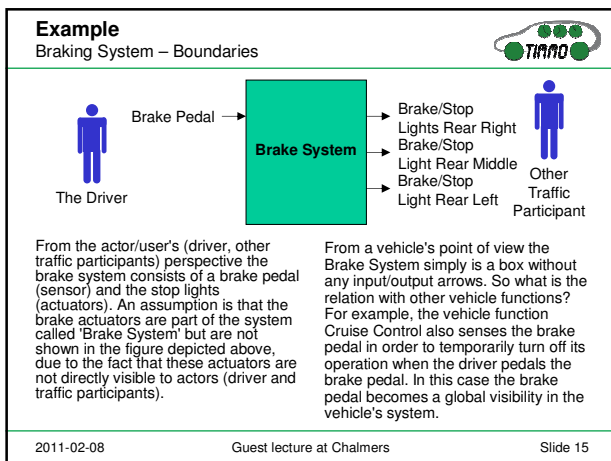 Example
Braking System – Boundaries
TIMMO
Brake Pedal
Brake System
Brake/Stop
Lights Rear Right
Brake/Stop
Light Rear Middle
Brake/Stop
Light Rear Left
The Driver
Other
Traffic
Participant
From the actor/user's (driver, other
traffic participants) perspective the
brake system consists of a brake pedal
(sensor) and the stop lights
(actuators). An assumption is that the
brake actuators are part of the system
called 'Brake System' but are not
shown in the figure depicted above,
due to the fact that these actuators are
not directly visible to actors (driver and
traffic participants).
From a vehicle's point of view the
Brake System simply is a box without
any input/output arrows. So what is the
relation with other vehicle functions?
For example, the vehicle function
Cruise Control also senses the brake
pedal in order to temporarily turn off its
operation when the driver pedals the
brake pedal. In this case the brake
pedal becomes a global visibility in the
vehicle's system.
2011-02-08
Guest lecture at Chalmers
Slide 15